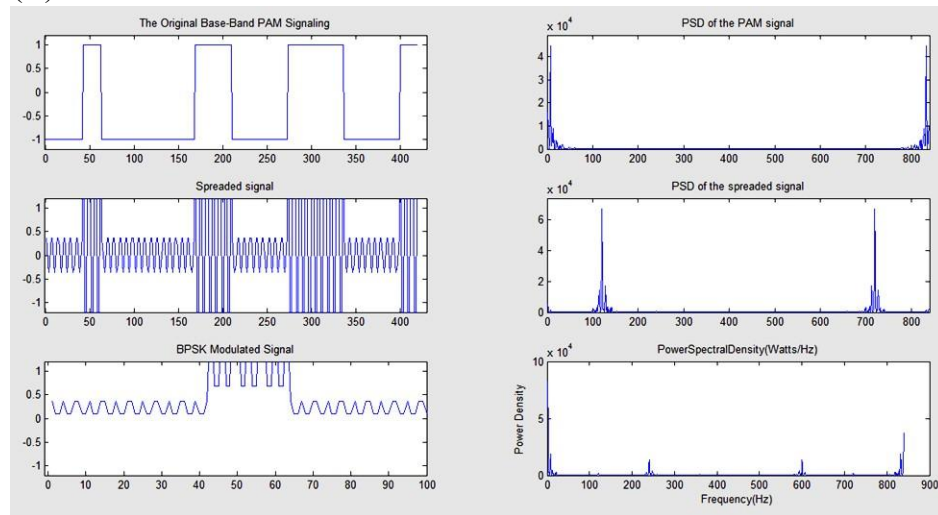 The Original Base-Band PAM Signaling
1
0.5
0
-0.5
-1
0 50 100 150 200 250 300 350 400
PSD of the PAM signal
x 10^4
4
3
2
1
0
0 100 200 300 400 500 600 700 800
Spreaded signal
1
0.5
0
-0.5
-1
0 50 100 150 200 250 300 350 400
PSD of the spreaded signal
x 10^4
6
4
2
0
0 100 200 300 400 500 600 700 800
BPSK Modulated Signal
1
0.5
0
-0.5
-1
0 10 20 30 40 50 60 70 80 90 100
PowerSpectralDensity(Watts/Hz)
x 10^4
10
5
0
Power Density
0 100 200 300 400 500 600 700 800 900
Frequency(Hz)